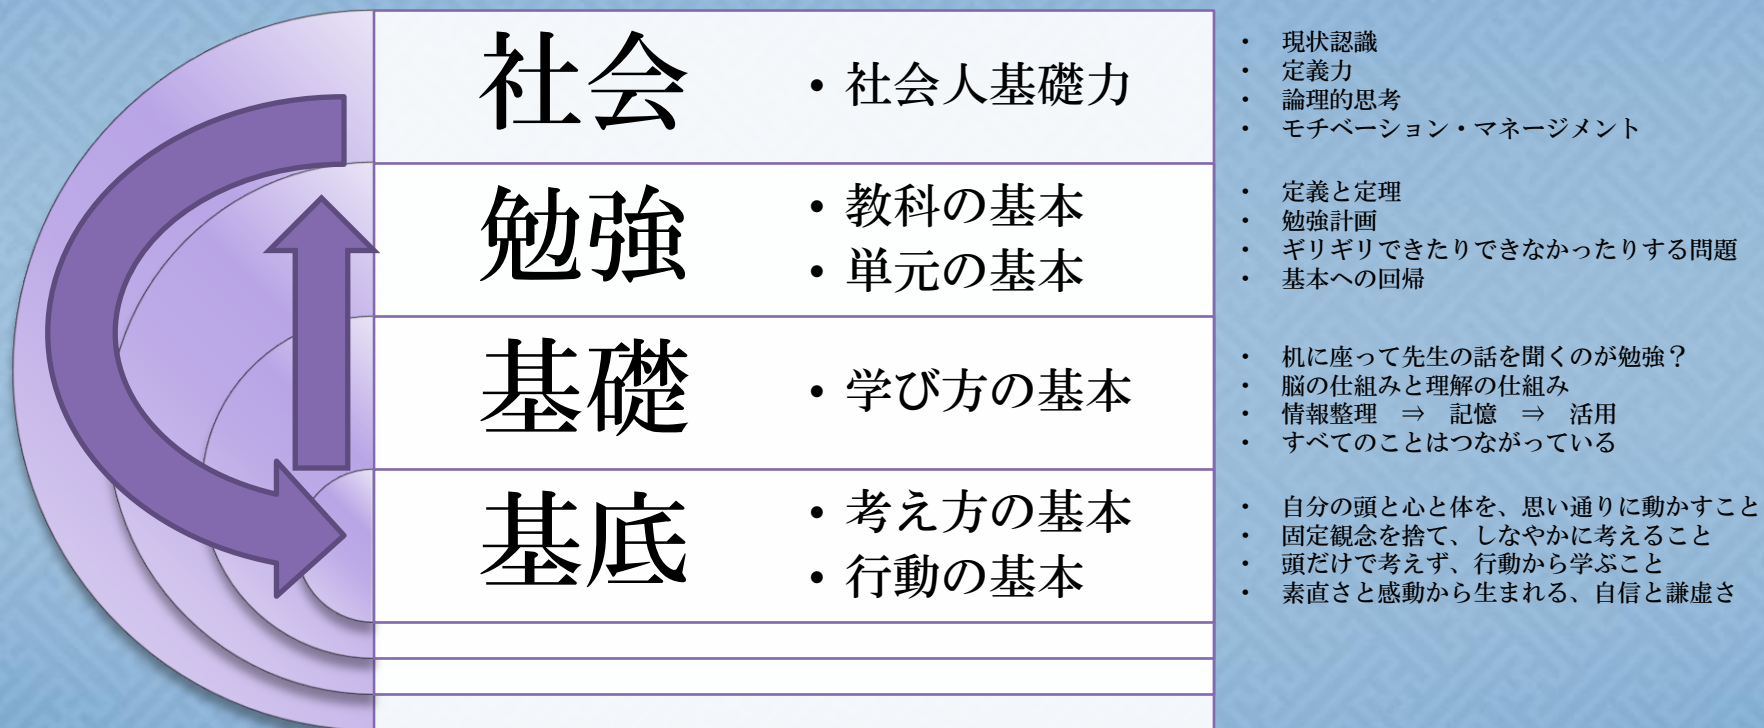 社会
・社会人基礎力
・ 現状認識
・ 定義力
・ 論理的思考
・ モチベーション・マネージメント
勉強
・教科の基本
・単元の基本
・ 定義と定理
・ 勉強計画
・ ギリギリできたりできなかったりする問題
・ 基本への回帰
基礎
・学び方の基本
・ 机に座って先生の話を聞くのが勉強？
・ 脳の仕組みと理解の仕組み
・ 情報整理　⇒　記憶　⇒　活用
・ すべてのことはつながっている
基底
・考え方の基本
・行動の基本
・ 自分の頭と心と体を、思い通りに動かすこと
・ 固定観念を捨て、しなやかに考えること
・ 頭だけで考えず、行動から学ぶこと
・ 素直さと感動から生まれる、自信と謙虚さ